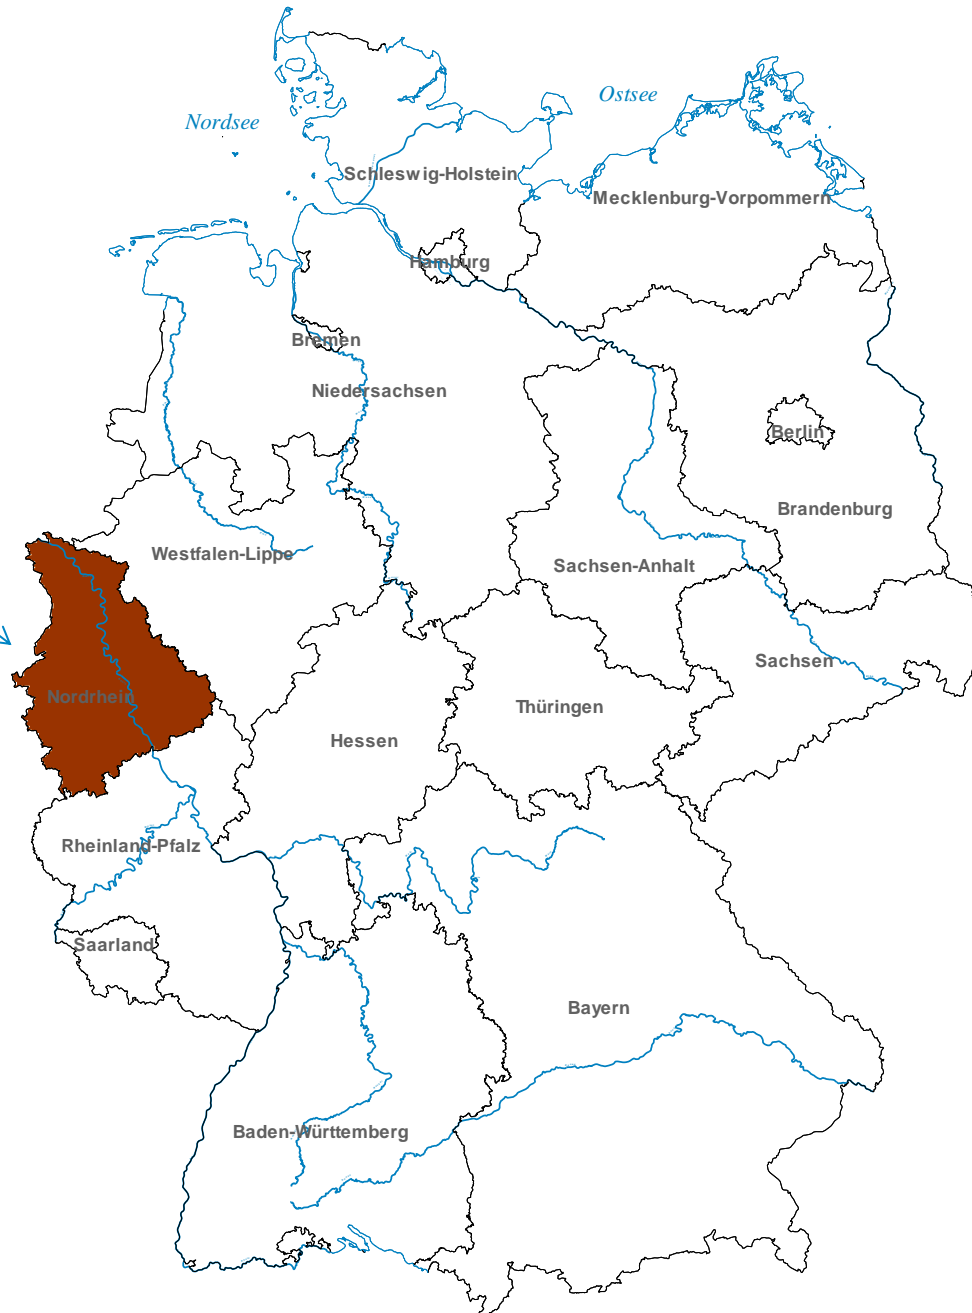 Ostsee
Nordsee
Schleswig-Holstein
Mecklenburg-Vorpommern
Hamburg
Bremen
Niedersachsen
Berlin
Brandenburg
Westfalen-Lippe
Sachsen-Anhalt
Sachsen
Nordrhein
Thüringen
Hessen
Rheinland-Pfalz
Saarland
Bayern
Baden-Württemberg